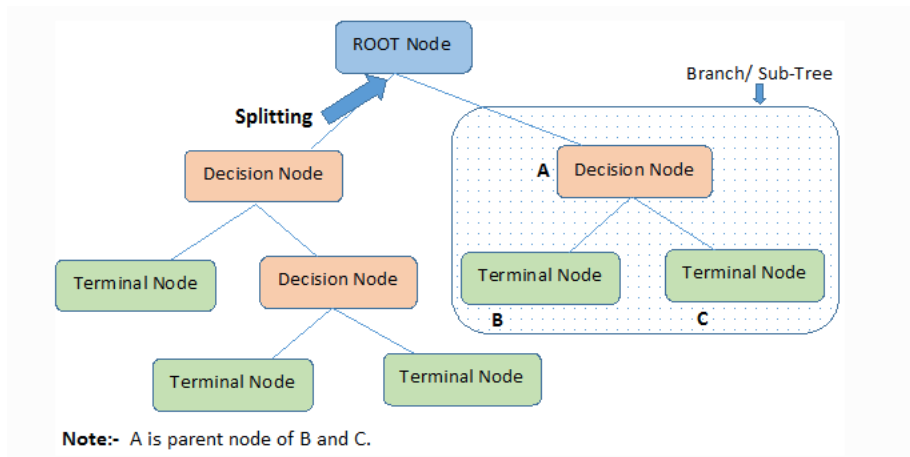 ROOT Node
Branch/ Sub-Tree
Splitting
Decision Node
A
Decision Node
Terminal Node
Decision Node
Terminal Node
Terminal Node
B
C
Terminal Node
Terminal Node
Note:- A is parent node of B and C.